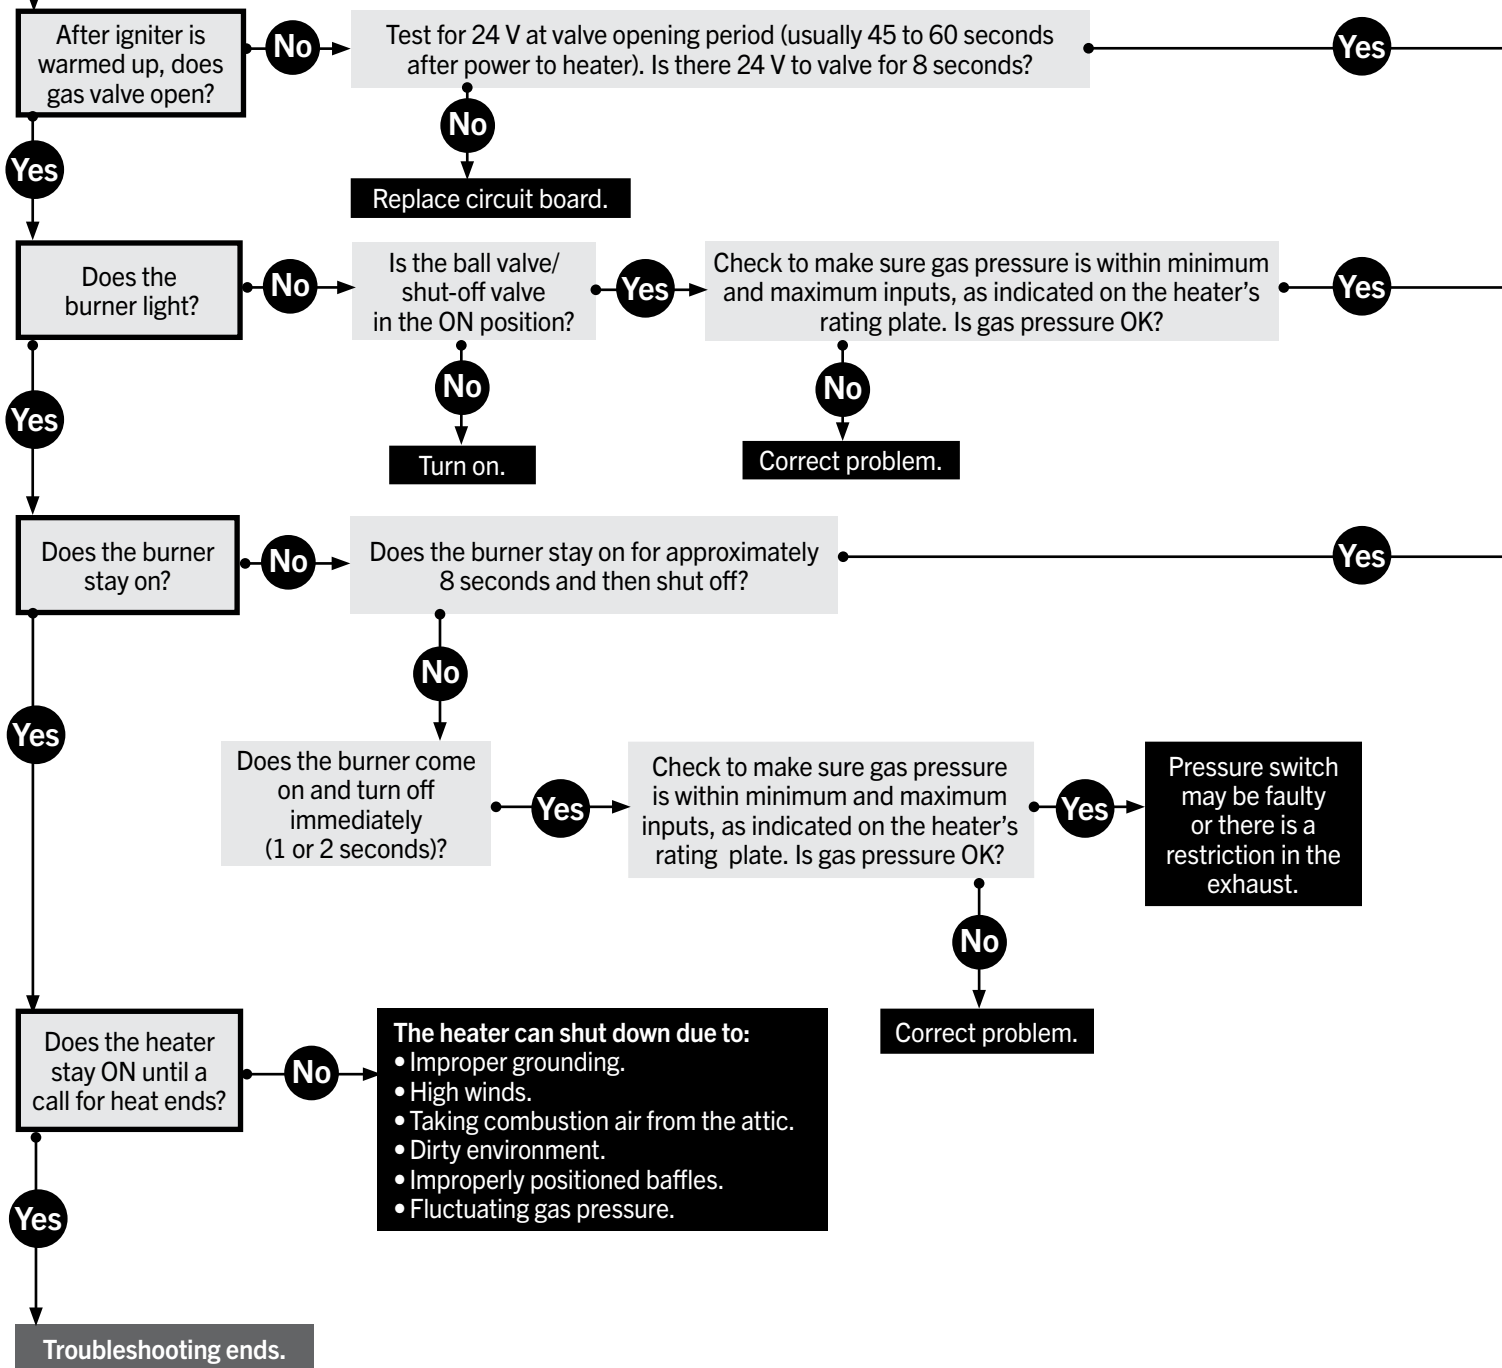 After igniter is
warmed up, does
gas valve open?
No
Test for 24 V at valve opening period (usually 45 to 60 seconds
after power to heater). Is there 24 V to valve for 8 seconds?
Yes
No
Replace circuit board.
Yes
Does the
burner light?
No
Is the ball valve/
shut-off valve
in the ON position?
Yes
Check to make sure gas pressure is within minimum
and maximum inputs, as indicated on the heater’s
rating plate. Is gas pressure OK?
Yes
No
Turn on.
No
Correct problem.
Yes
Does the burner
stay on?
No
Does the burner stay on for approximately
8 seconds and then shut off?
Yes
No
Yes
Does the burner come
on and turn off
immediately
(1 or 2 seconds)?
Yes
Check to make sure gas pressure
is within minimum and maximum
inputs, as indicated on the heater’s
rating plate. Is gas pressure OK?
Yes
Pressure switch
may be faulty
or there is a
restriction in the
exhaust.
No
Correct problem.
Does the heater
stay ON until a
call for heat ends?
No
The heater can shut down due to:
• Improper grounding.
• High winds.
• Taking combustion air from the attic.
• Dirty environment.
• Improperly positioned baffles.
• Fluctuating gas pressure.
Yes
Troubleshooting ends.